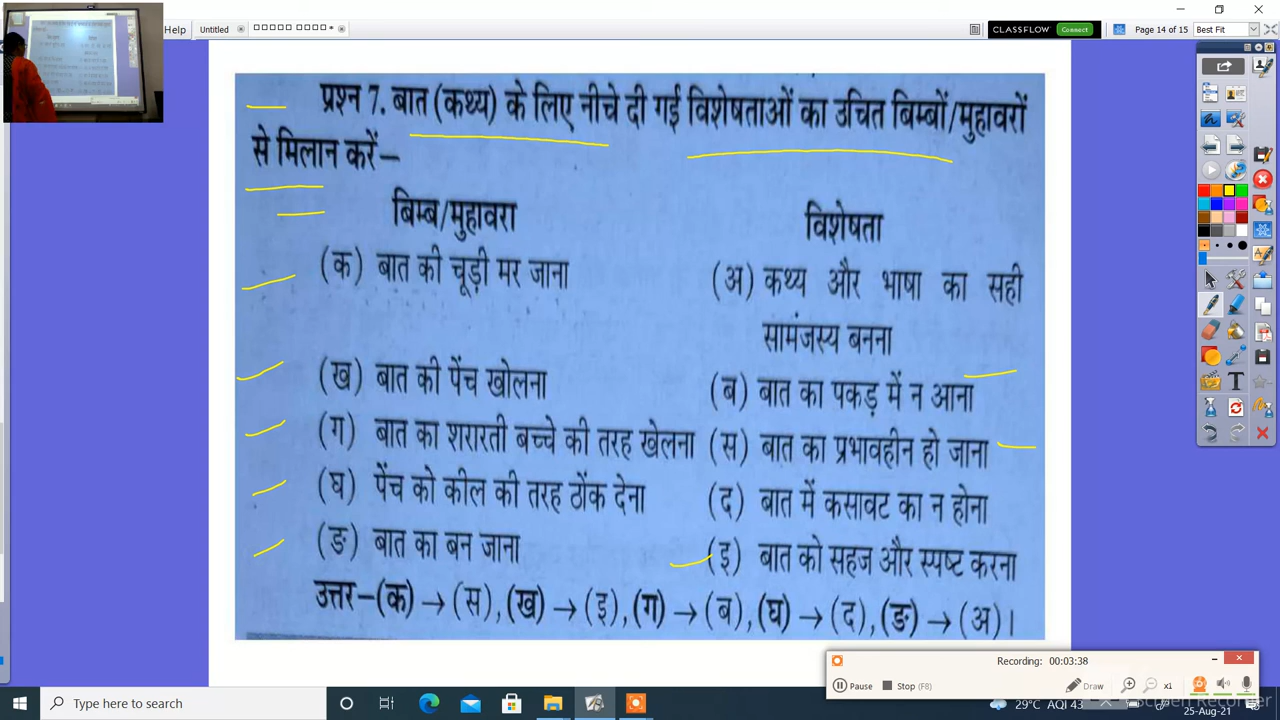 Help
Untitled
CLASSFLOW Connect
Page 14 of 15
Best Fit
प्रश्न 7. बात (कथ्य) के लिए नीचे दी गई विशेषताओं का उचित बिम्बों/मुहावरों
से मिलान करें–
बिम्ब/मुहावरा विशेषता
(क) बात की चूड़ी मर जाना (अ) कथ्य और भाषा का सही
सामंजस्य बनना
(ख) बात की पेंच खोलना (ब) बात का पकड़ में न आना
(ग) बात का शरारती बच्चे की तरह खेलना (स) बात का प्रभावहीन हो जाना
(घ) पेंच को कील की तरह ठोंक देना (द) बात में कसावट का न होना
(ङ) बात का बन जाना (इ) बात को सहज और स्पष्ट करना
उत्तर–(क) → (स), (ख) → (इ), (ग) → (ब), (घ) → (द), (ङ) → (अ)।
Recording: 00:03:38
Pause Stop (F8) Draw x1
Type here to search
29°C AQI 43
25-Aug-21